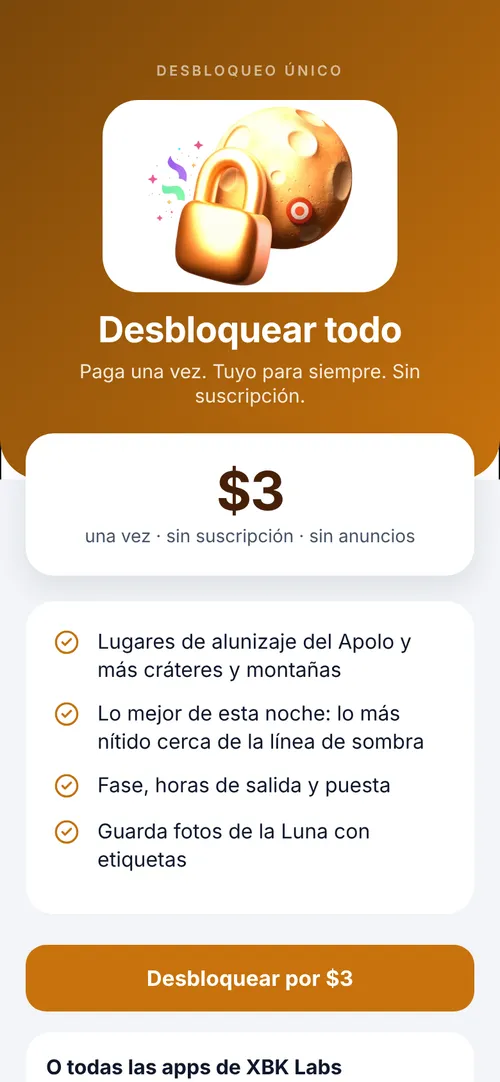 DESBLOQUEO ÚNICO
Desbloquear todo
Paga una vez. Tuyo para siempre. Sin
suscripción.
$3
una vez · sin suscripción · sin anuncios
Lugares de alunizaje del Apolo y
más cráteres y montañas
Lo mejor de esta noche: lo más
nítido cerca de la línea de sombra
Fase, horas de salida y puesta
Guarda fotos de la Luna con
etiquetas
Desbloquear por $3
O todas las apps de XBK Labs